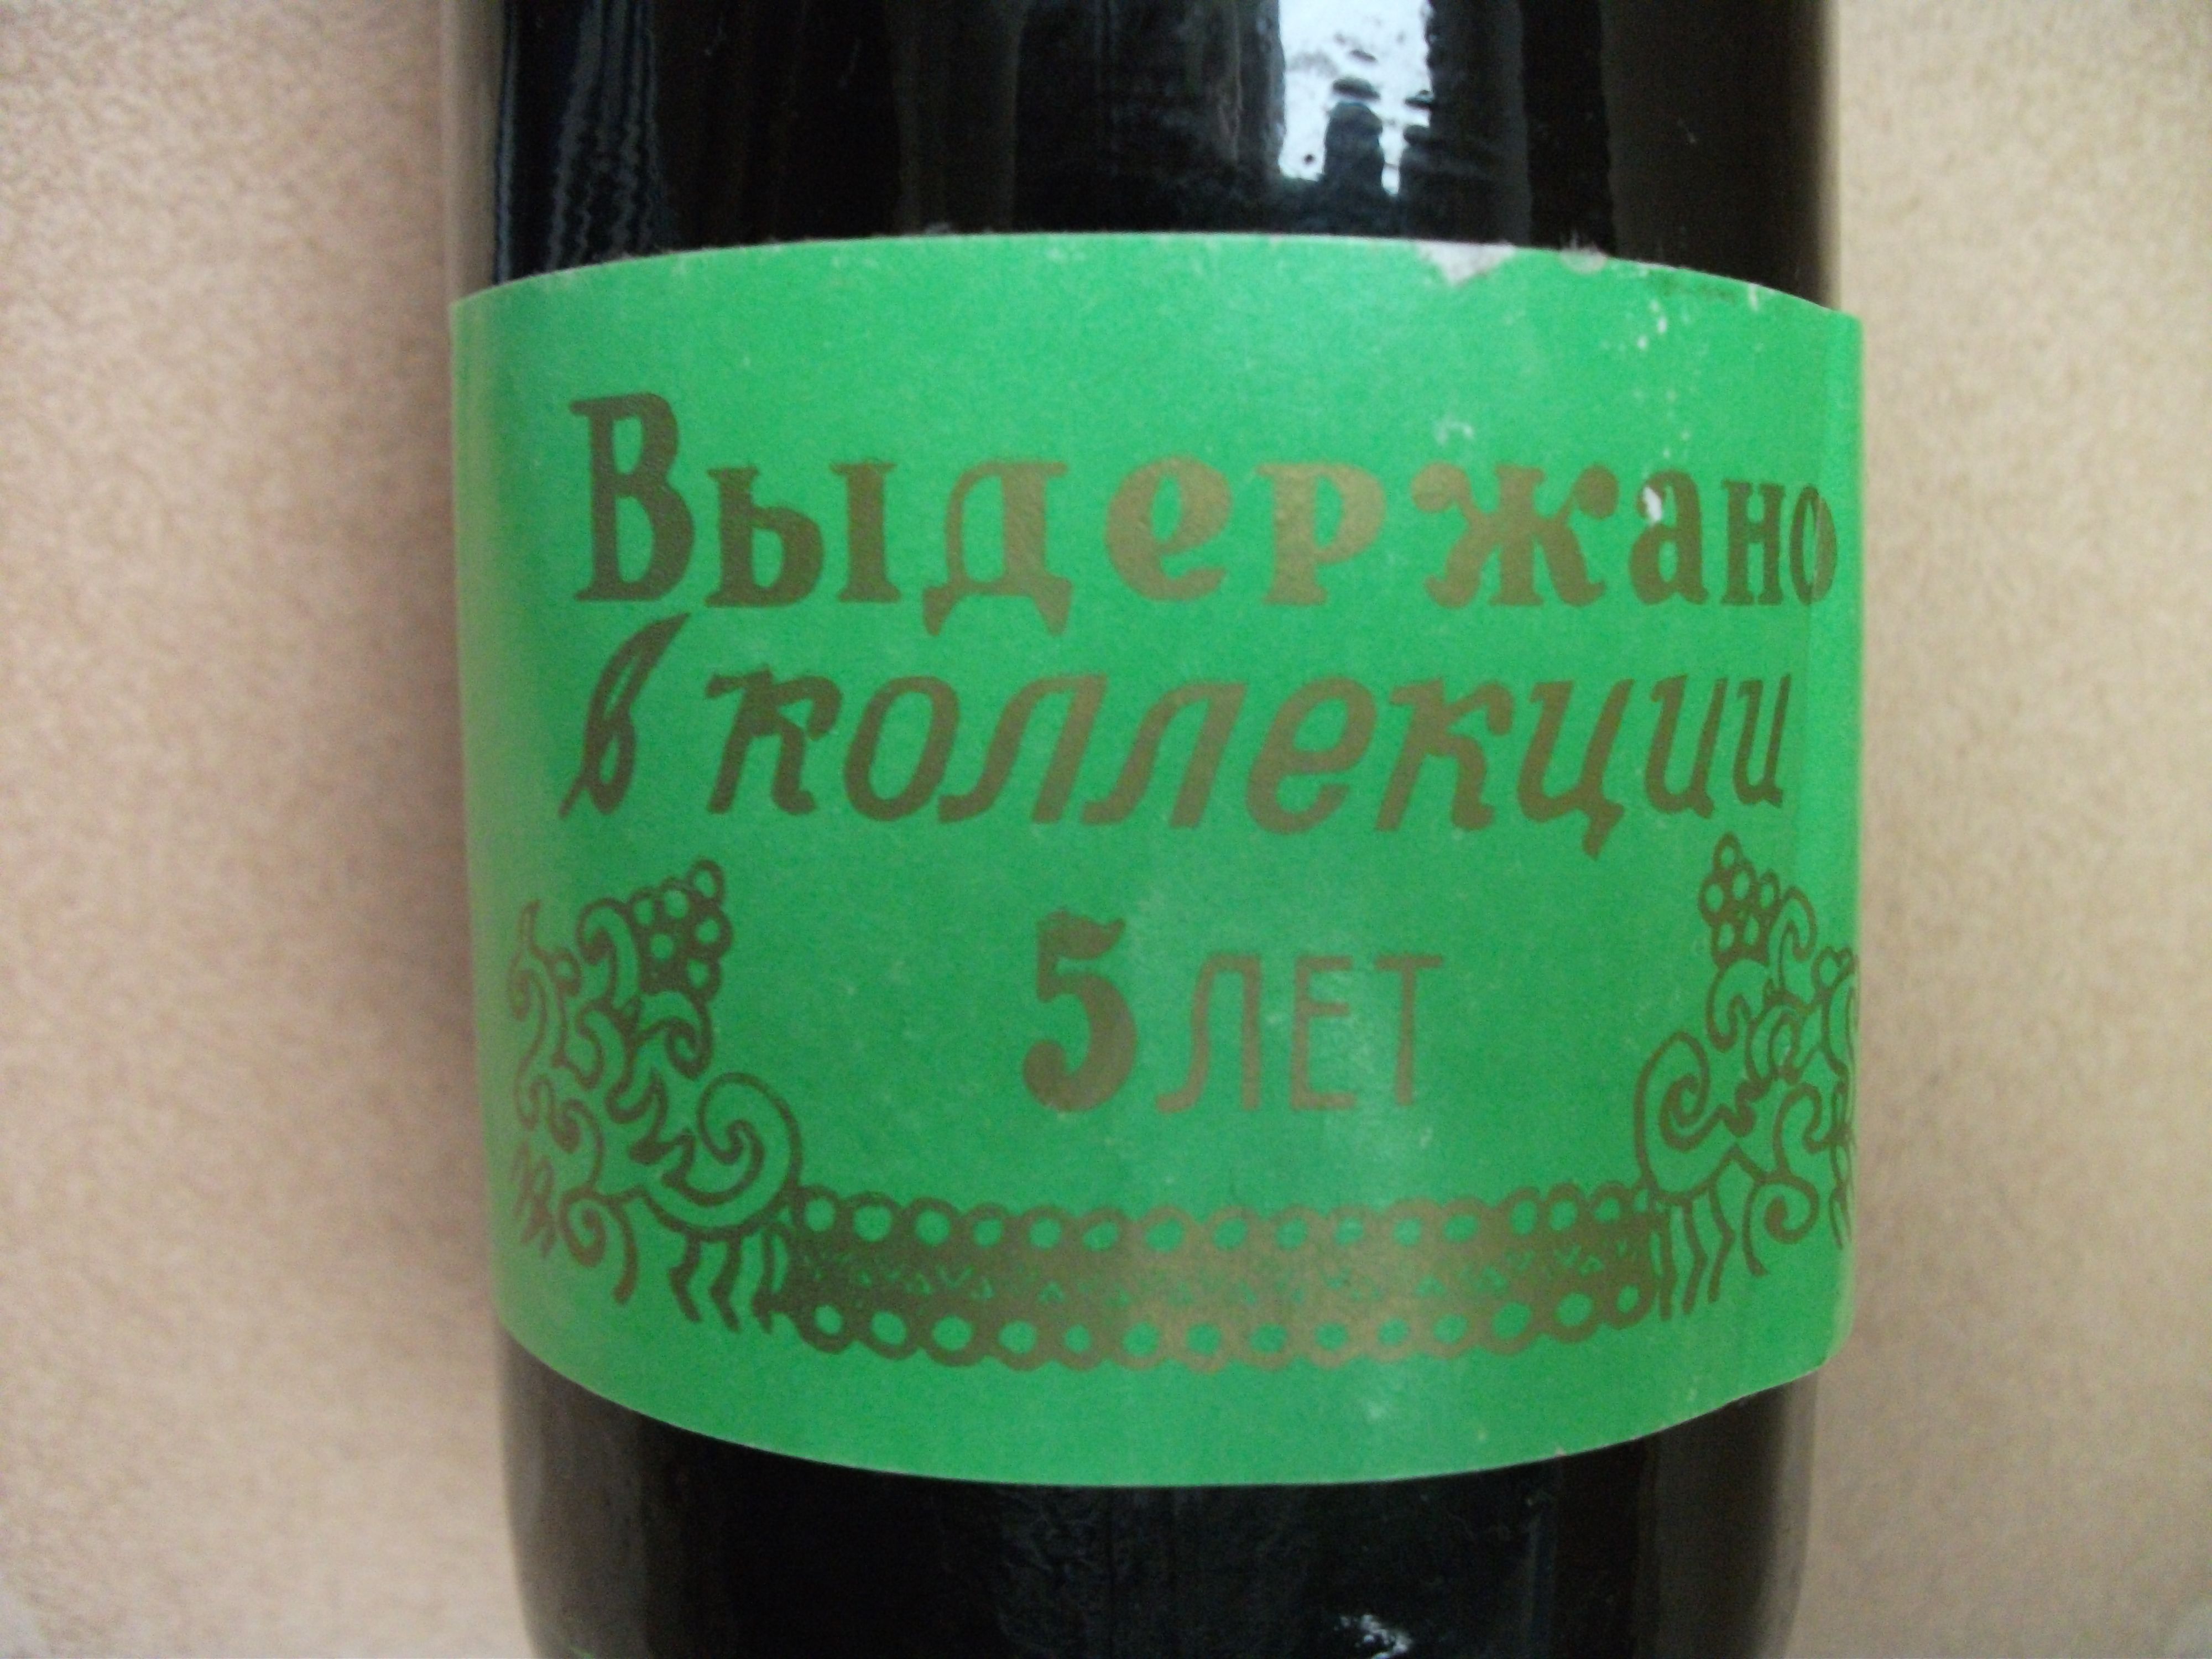 Выдержано
в коллекции
5 ЛЕТ